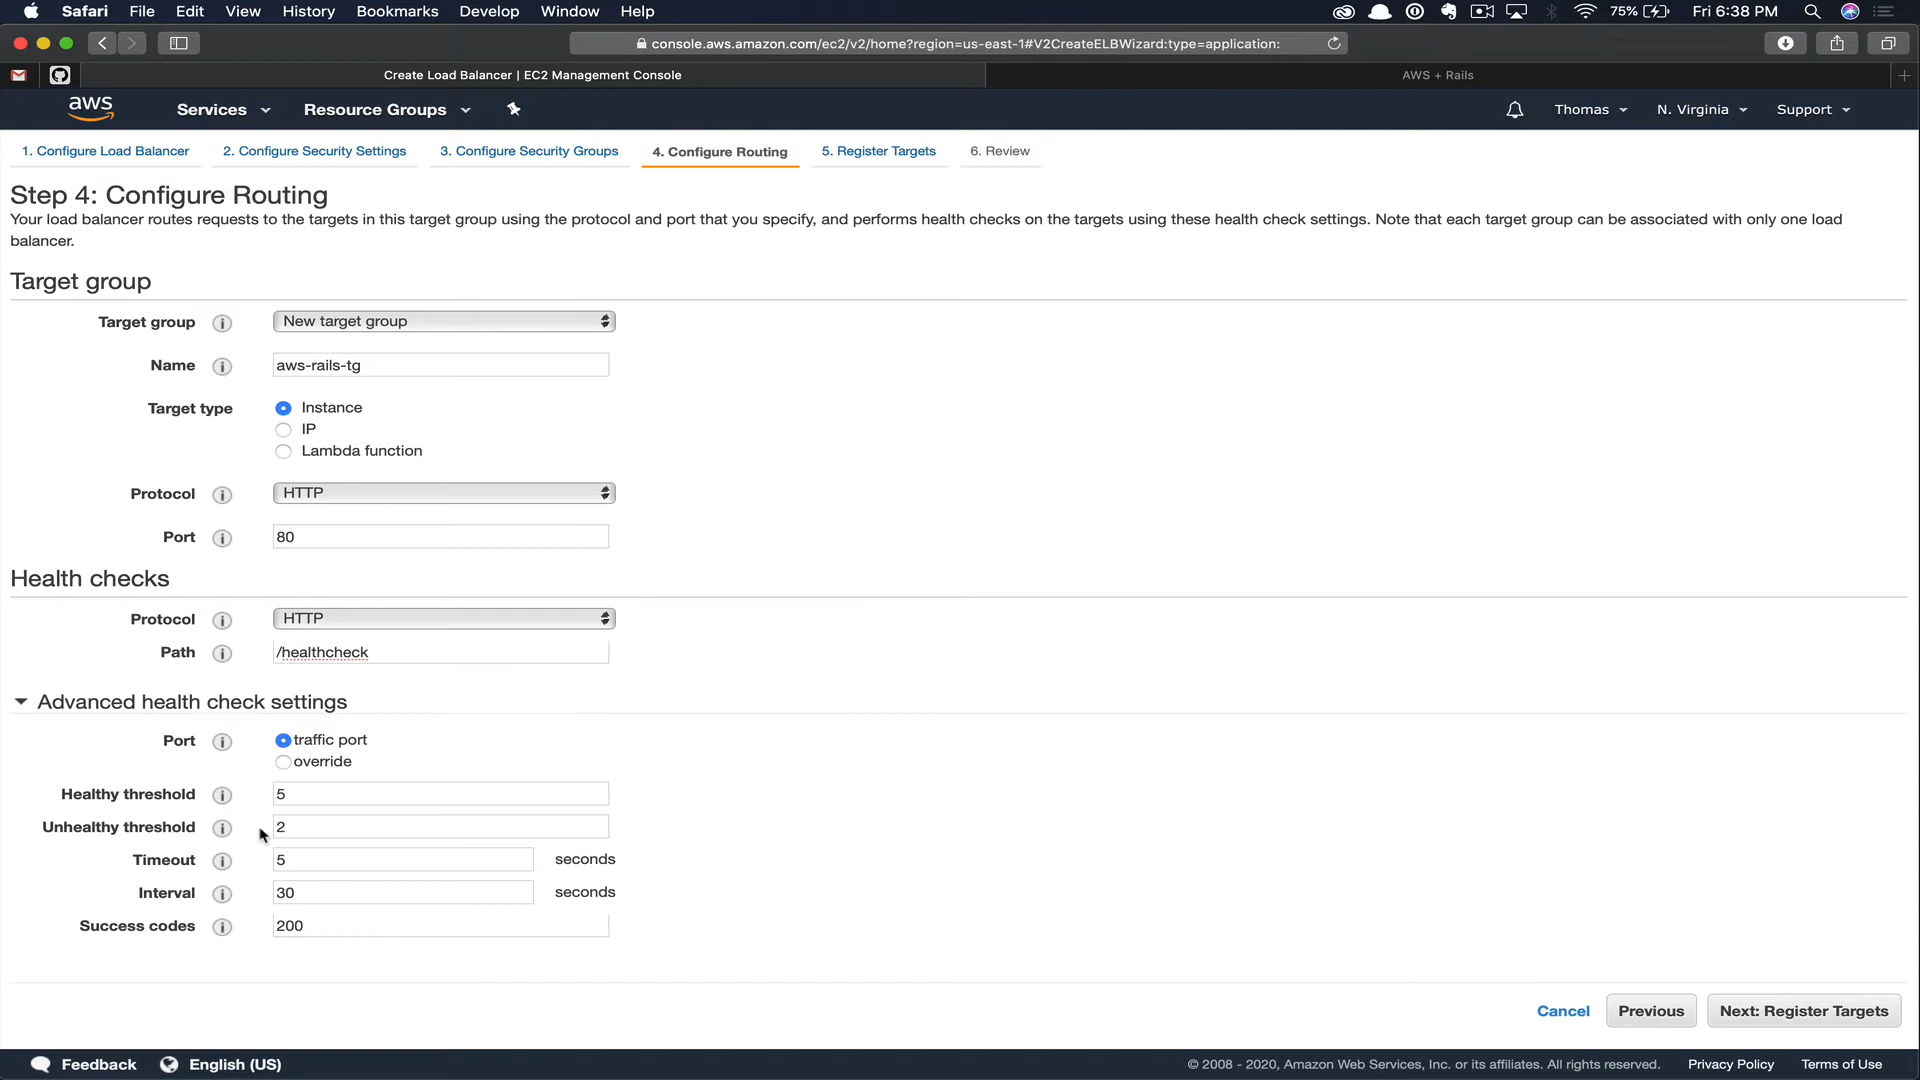 Safari File Edit View History Bookmarks Develop Window Help 75% Fri 6:38 PM
console.aws.amazon.com/ec2/v2/home?region=us-east-1#V2CreateELBWizard:type=application:
Create Load Balancer | EC2 Management Console AWS + Rails
aws Services Resource Groups Thomas N. Virginia Support
1. Configure Load Balancer 2. Configure Security Settings 3. Configure Security Groups 4. Configure Routing 5. Register Targets 6. Review
Step 4: Configure Routing
Your load balancer routes requests to the targets in this target group using the protocol and port that you specify, and performs health checks on the targets using these health check settings. Note that each target group can be associated with only one load
balancer.
Target group
Target group New target group
Name aws-rails-tg
Target type Instance
IP
Lambda function
Protocol HTTP
Port 80
Health checks
Protocol HTTP
Path /healthcheck
Advanced health check settings
Port traffic port
override
Healthy threshold 5
Unhealthy threshold 2
Timeout 5 seconds
Interval 30 seconds
Success codes 200
Cancel Previous Next: Register Targets
Feedback English (US) © 2008 - 2020, Amazon Web Services, Inc. or its affiliates. All rights reserved. Privacy Policy Terms of Use